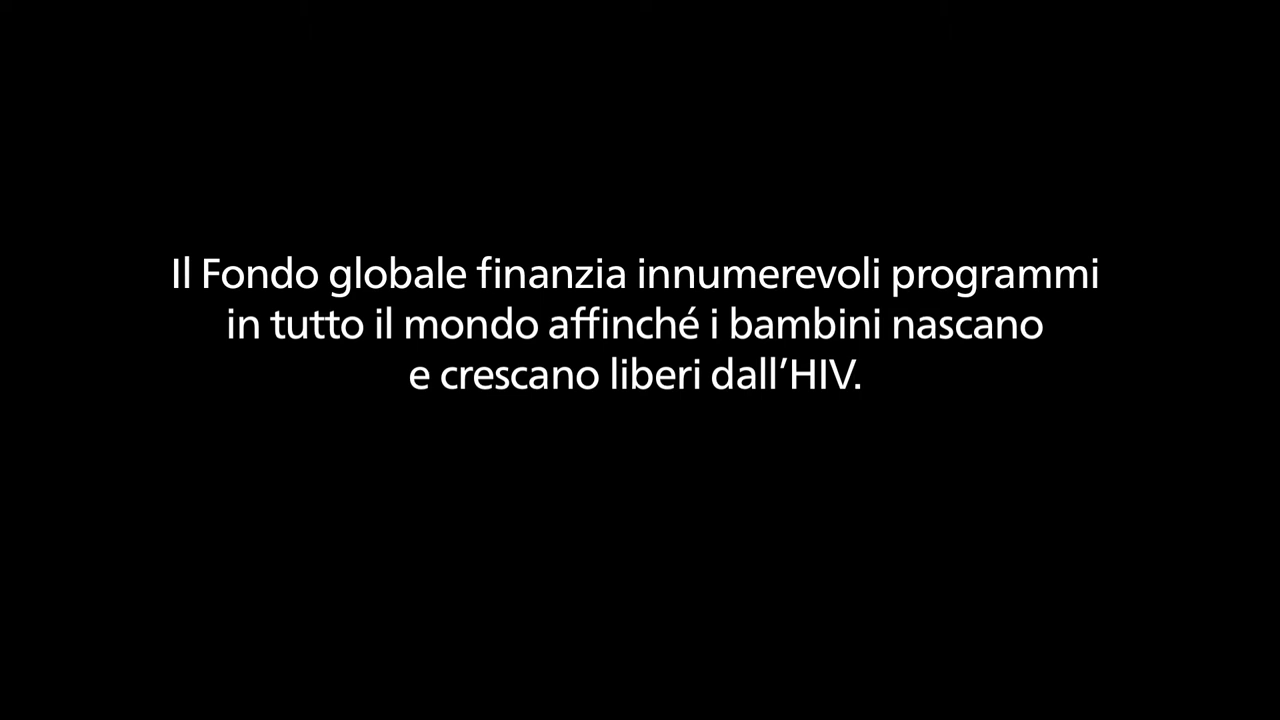 Il Fondo globale finanzia innumerevoli programmi
in tutto il mondo affinché i bambini nascano
e crescano liberi dall’HIV.